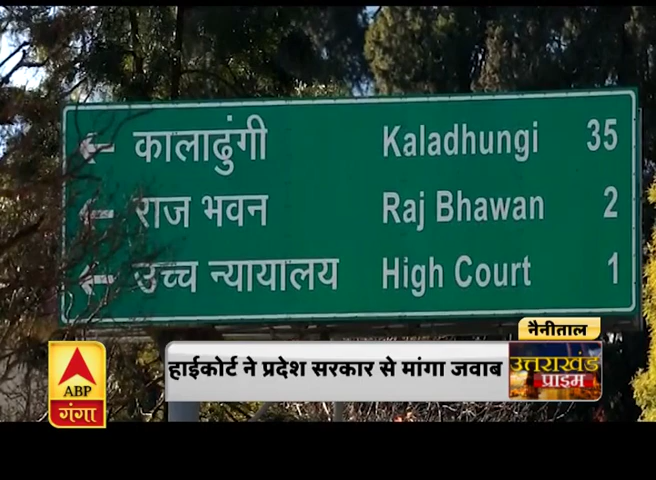 ← कालाढुंगी Kaladhungi 35
← राज भवन Raj Bhawan 2
← उच्च न्यायालय High Court 1
नैनीताल
हाईकोर्ट ने प्रदेश सरकार से मांगा जवाब
उत्तराखंड
प्राइम
ABP
गंगा